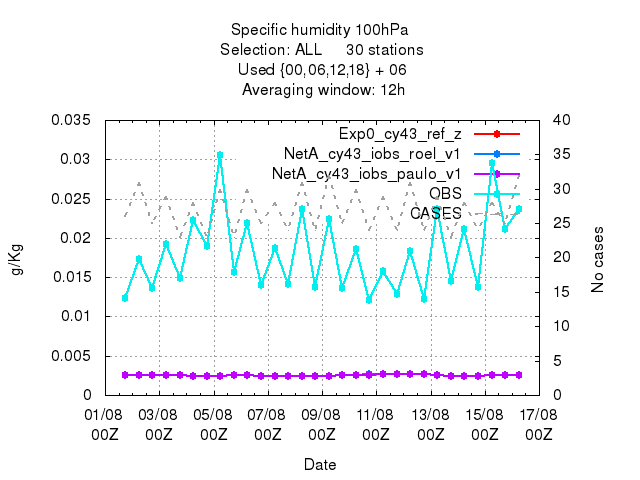 Specific humidity 100hPa
Selection: ALL 30 stations
Used {00,06,12,18} + 06
Averaging window: 12h
0.035
0.03
0.025
0.02
0.015
0.01
0.005
0
g/Kg
40
35
30
25
20
15
10
5
0
No cases
Exp0_cy43_ref_z
NetA_cy43_iobs_roel_v1
NetA_cy43_iobs_paulo_v1
OBS
CASES
01/08 03/08 05/08 07/08 09/08 11/08 13/08 15/08 17/08
00Z 00Z 00Z 00Z 00Z 00Z 00Z 00Z 00Z
Date